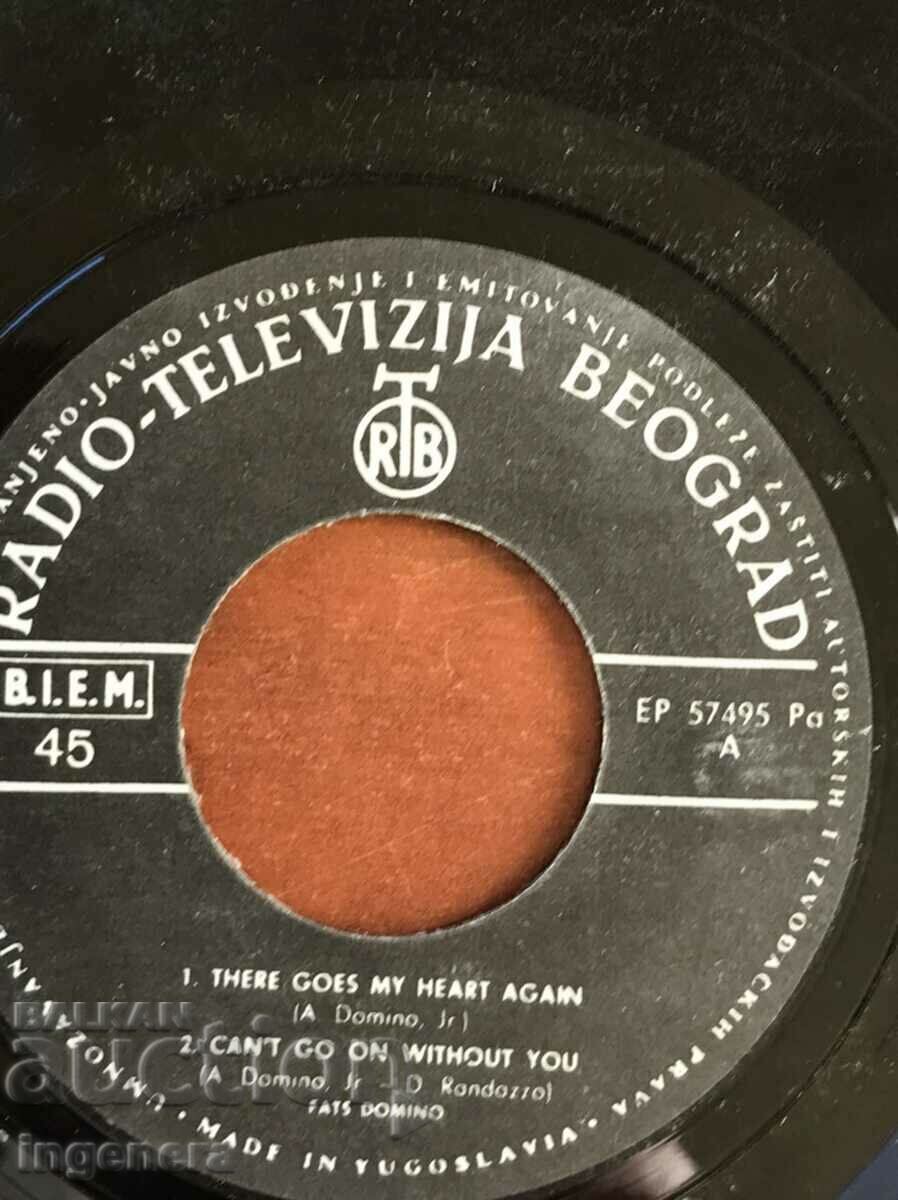 ANJENO · JAVNO IZVOĐENJE I EMITOVANJE PODLEŽE ZAŠTITI AUTORSKIH I IZVOĐAČKIH PRAVA · MADE IN YUGOSLAVIA · UMNOŽAVANJE
RADIO-TELEVIZIJA BEOGRAD
RTB
B.I.E.M.
45
EP 57495 Pa
A
1. THERE GOES MY HEART AGAIN
(A Domino, Jr)
2. CAN'T GO ON WITHOUT YOU
(A Domino, Jr D Randazzo)
FATS DOMINO
BALKAN
auction
ingenera